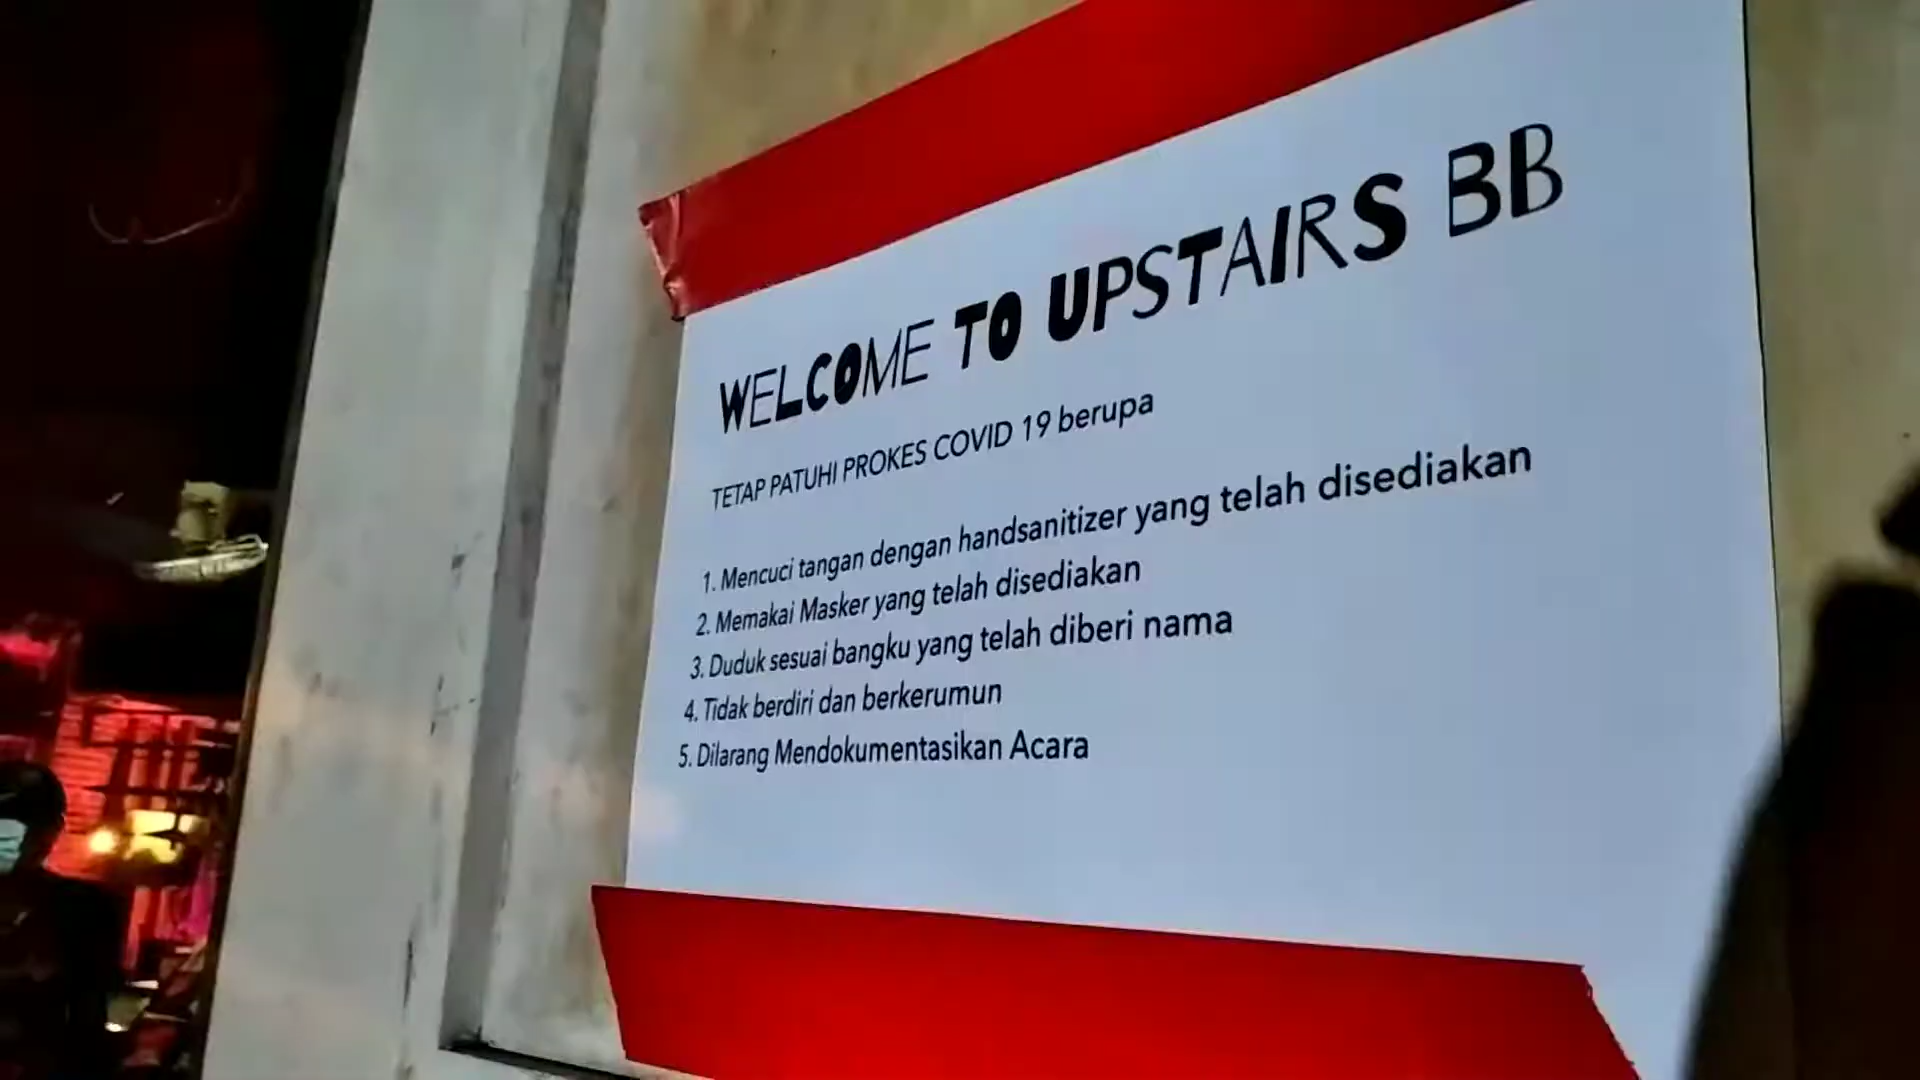 WELCOME TO UPSTAIRS BB
TETAP PATUHI PROKES COVID 19 berupa
1. Mencuci tangan dengan handsanitizer yang telah disediakan
2. Memakai Masker yang telah disediakan
3. Duduk sesuai bangku yang telah diberi nama
4. Tidak berdiri dan berkerumun
5. Dilarang Mendokumentasikan Acara